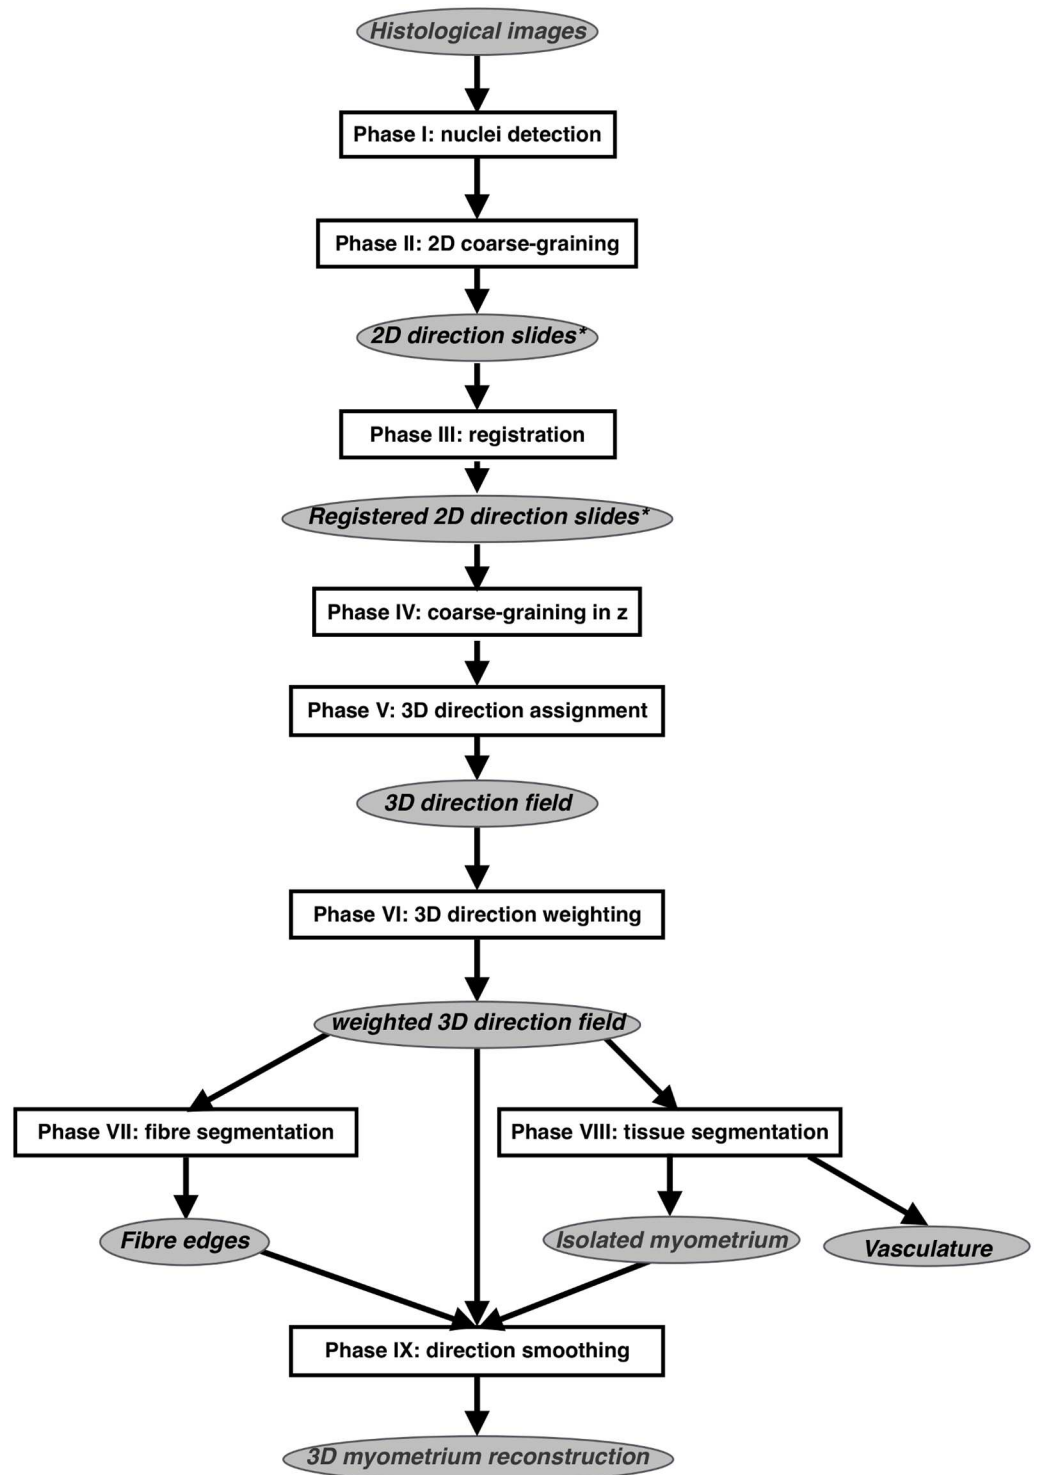 Histological images
Phase I: nuclei detection
Phase II: 2D coarse-graining
2D direction slides*
Phase III: registration
Registered 2D direction slides*
Phase IV: coarse-graining in z
Phase V: 3D direction assignment
3D direction field
Phase VI: 3D direction weighting
weighted 3D direction field
Phase VII: fibre segmentation
Phase VIII: tissue segmentation
Fibre edges
Isolated myometrium
Vasculature
Phase IX: direction smoothing
3D myometrium reconstruction